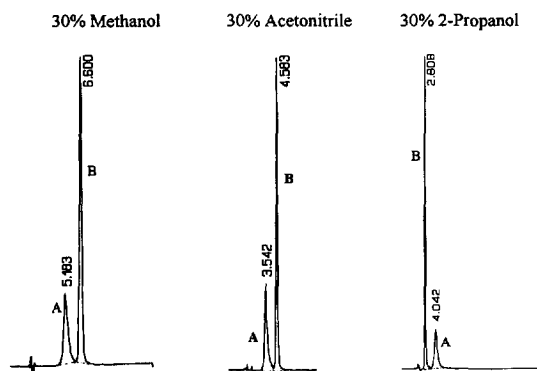 30% Methanol
30% Acetonitrile
30% 2-Propanol
6.600
B
5.183
A
4.583
B
3.542
A
2.808
B
4.042
A